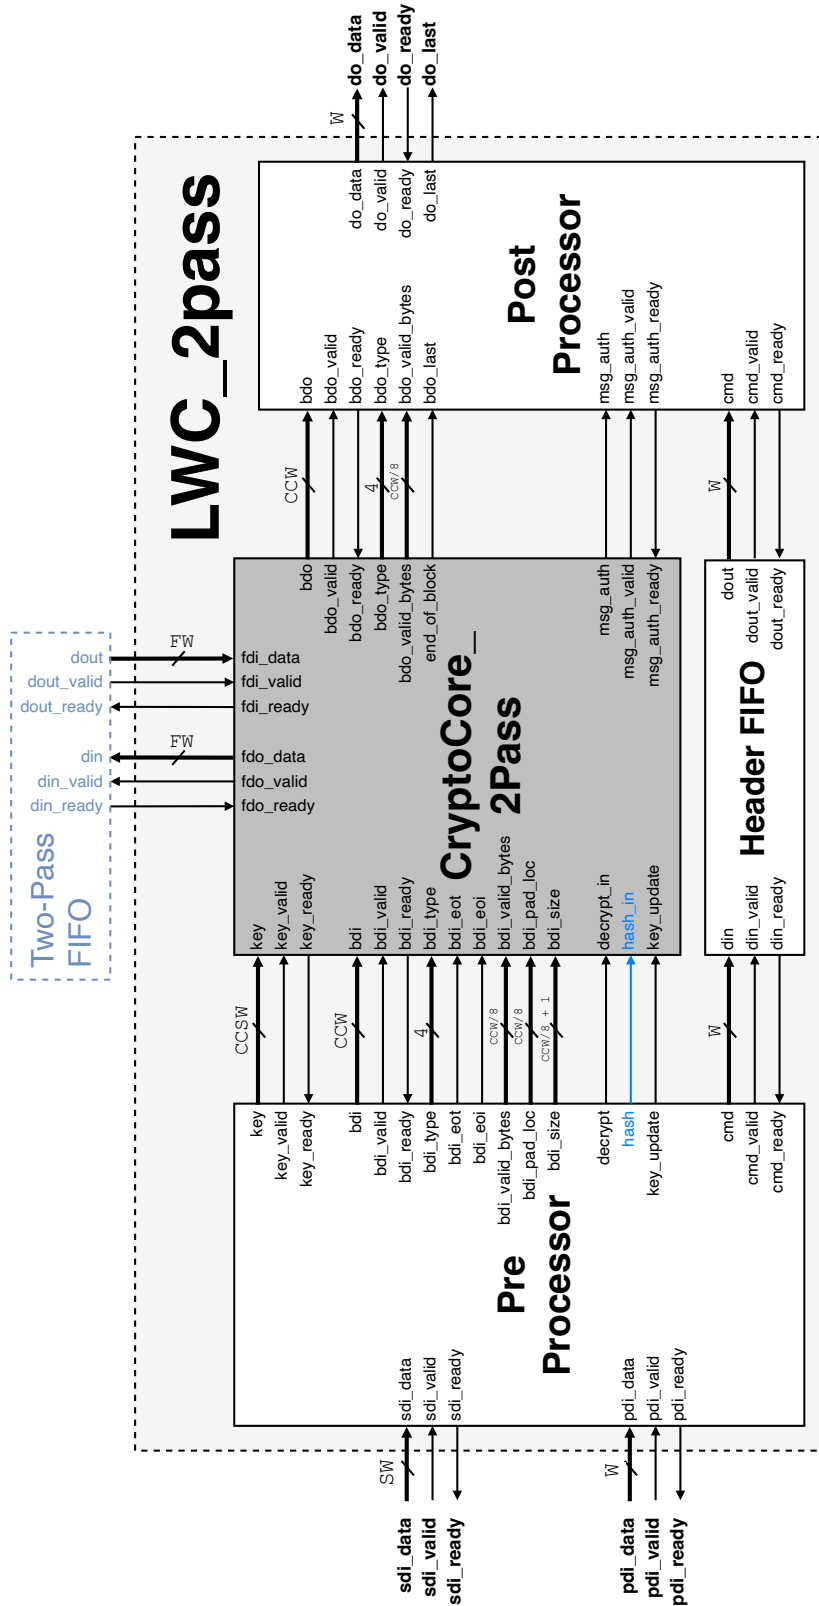 LWC_2pass
Two-Pass
FIFO
dout
dout_valid
dout_ready
din
din_valid
din_ready
FW
FW
sdi_data
sdi_valid
sdi_ready
SW
pdi_data
pdi_valid
pdi_ready
W
Pre
Processor
sdi_data
sdi_valid
sdi_ready
pdi_data
pdi_valid
pdi_ready
key
key_valid
key_ready
bdi
bdi_valid
bdi_ready
bdi_type
bdi_eot
bdi_eoi
bdi_valid_bytes
bdi_pad_loc
bdi_size
decrypt
hash
key_update
cmd
cmd_valid
cmd_ready
CCSW
CCW
4
CCW/8
CCW/8
CCW/8 + 1
W
CryptoCore_
2Pass
key
key_valid
key_ready
bdi
bdi_valid
bdi_ready
bdi_type
bdi_eot
bdi_eoi
bdi_valid_bytes
bdi_pad_loc
bdi_size
decrypt_in
hash_in
key_update
fdi_data
fdi_valid
fdi_ready
fdo_data
fdo_valid
fdo_ready
bdo
bdo_valid
bdo_ready
bdo_type
bdo_valid_bytes
end_of_block
msg_auth
msg_auth_valid
msg_auth_ready
Header FIFO
din
din_valid
din_ready
dout
dout_valid
dout_ready
CCW
4
CCW/8
W
Post
Processor
bdo
bdo_valid
bdo_ready
bdo_type
bdo_valid_bytes
bdo_last
msg_auth
msg_auth_valid
msg_auth_ready
cmd
cmd_valid
cmd_ready
do_data
do_valid
do_ready
do_last
W
do_data
do_valid
do_ready
do_last